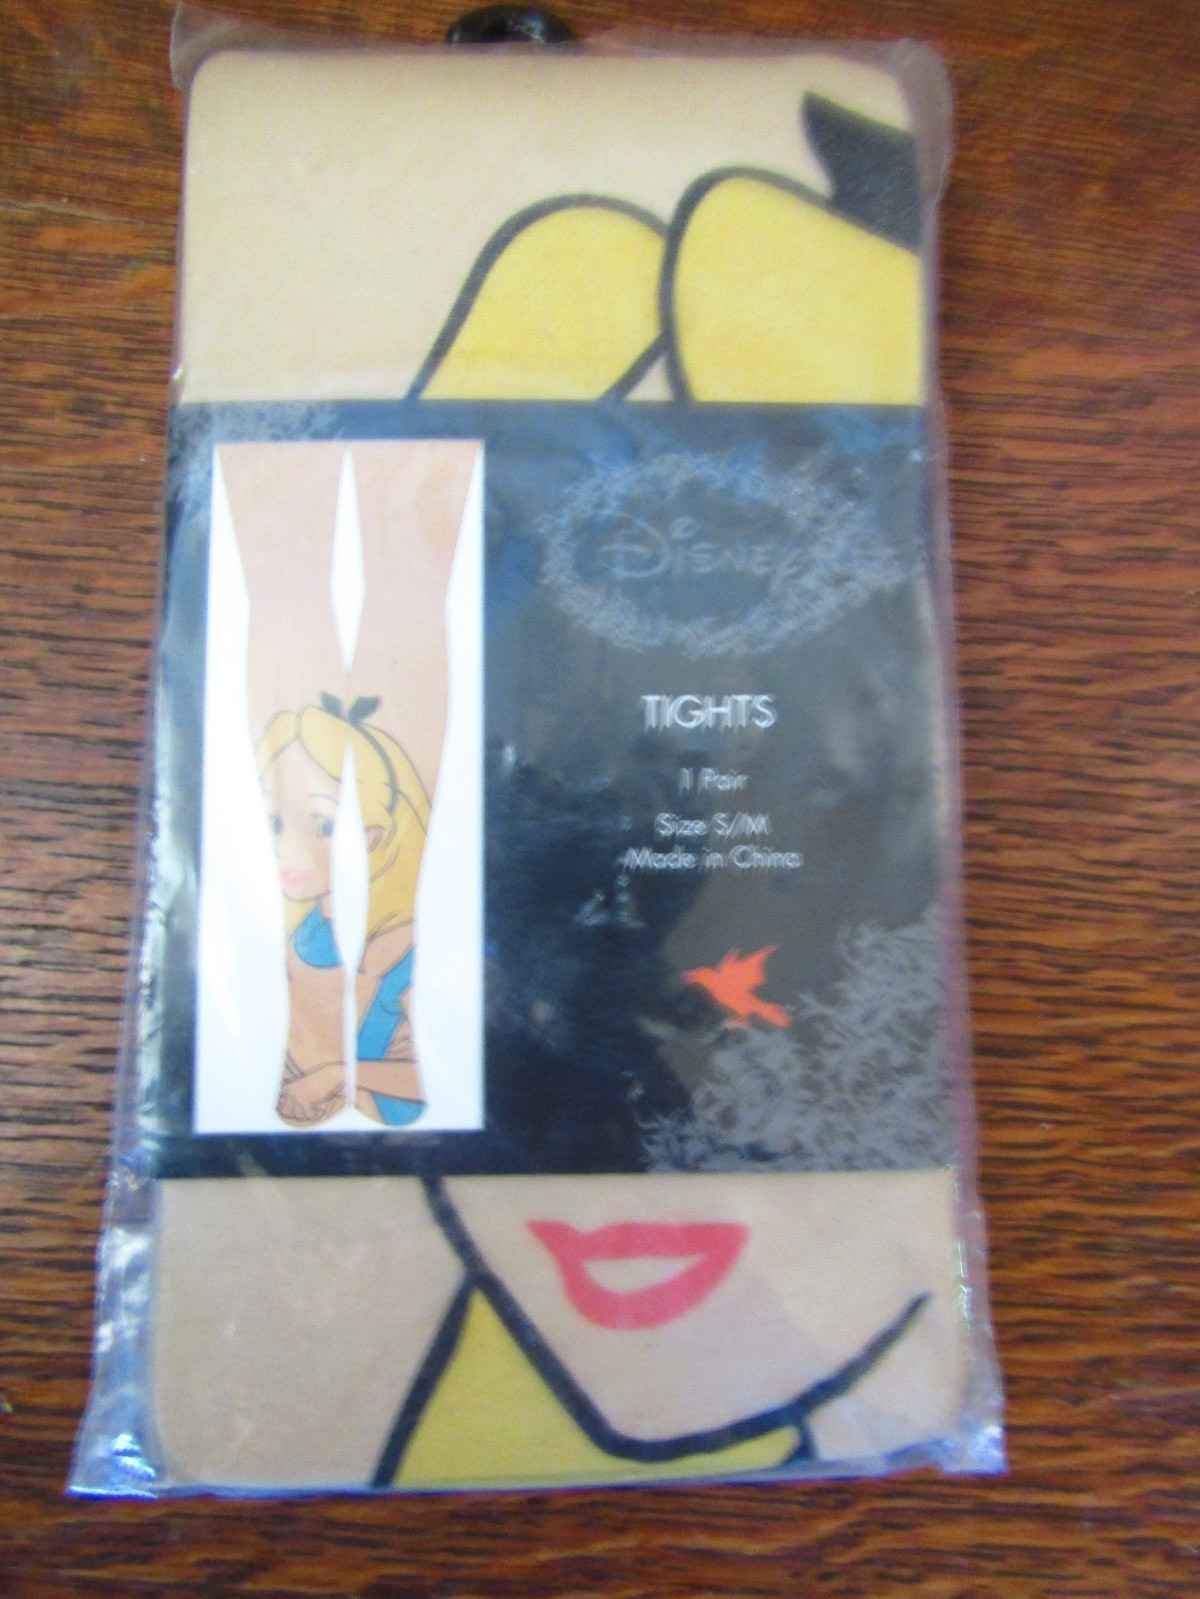 Disney
TIGHTS
1 Pair
Size S/M
Made in China